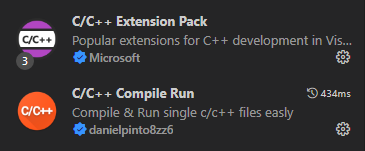 C/C++ Extension Pack
C/C++
Popular extensions for C++ development in Vis...
3
Microsoft
C/C++ Compile Run
434ms
C/C++
Compile & Run single c/c++ files easly
danielpinto8zz6